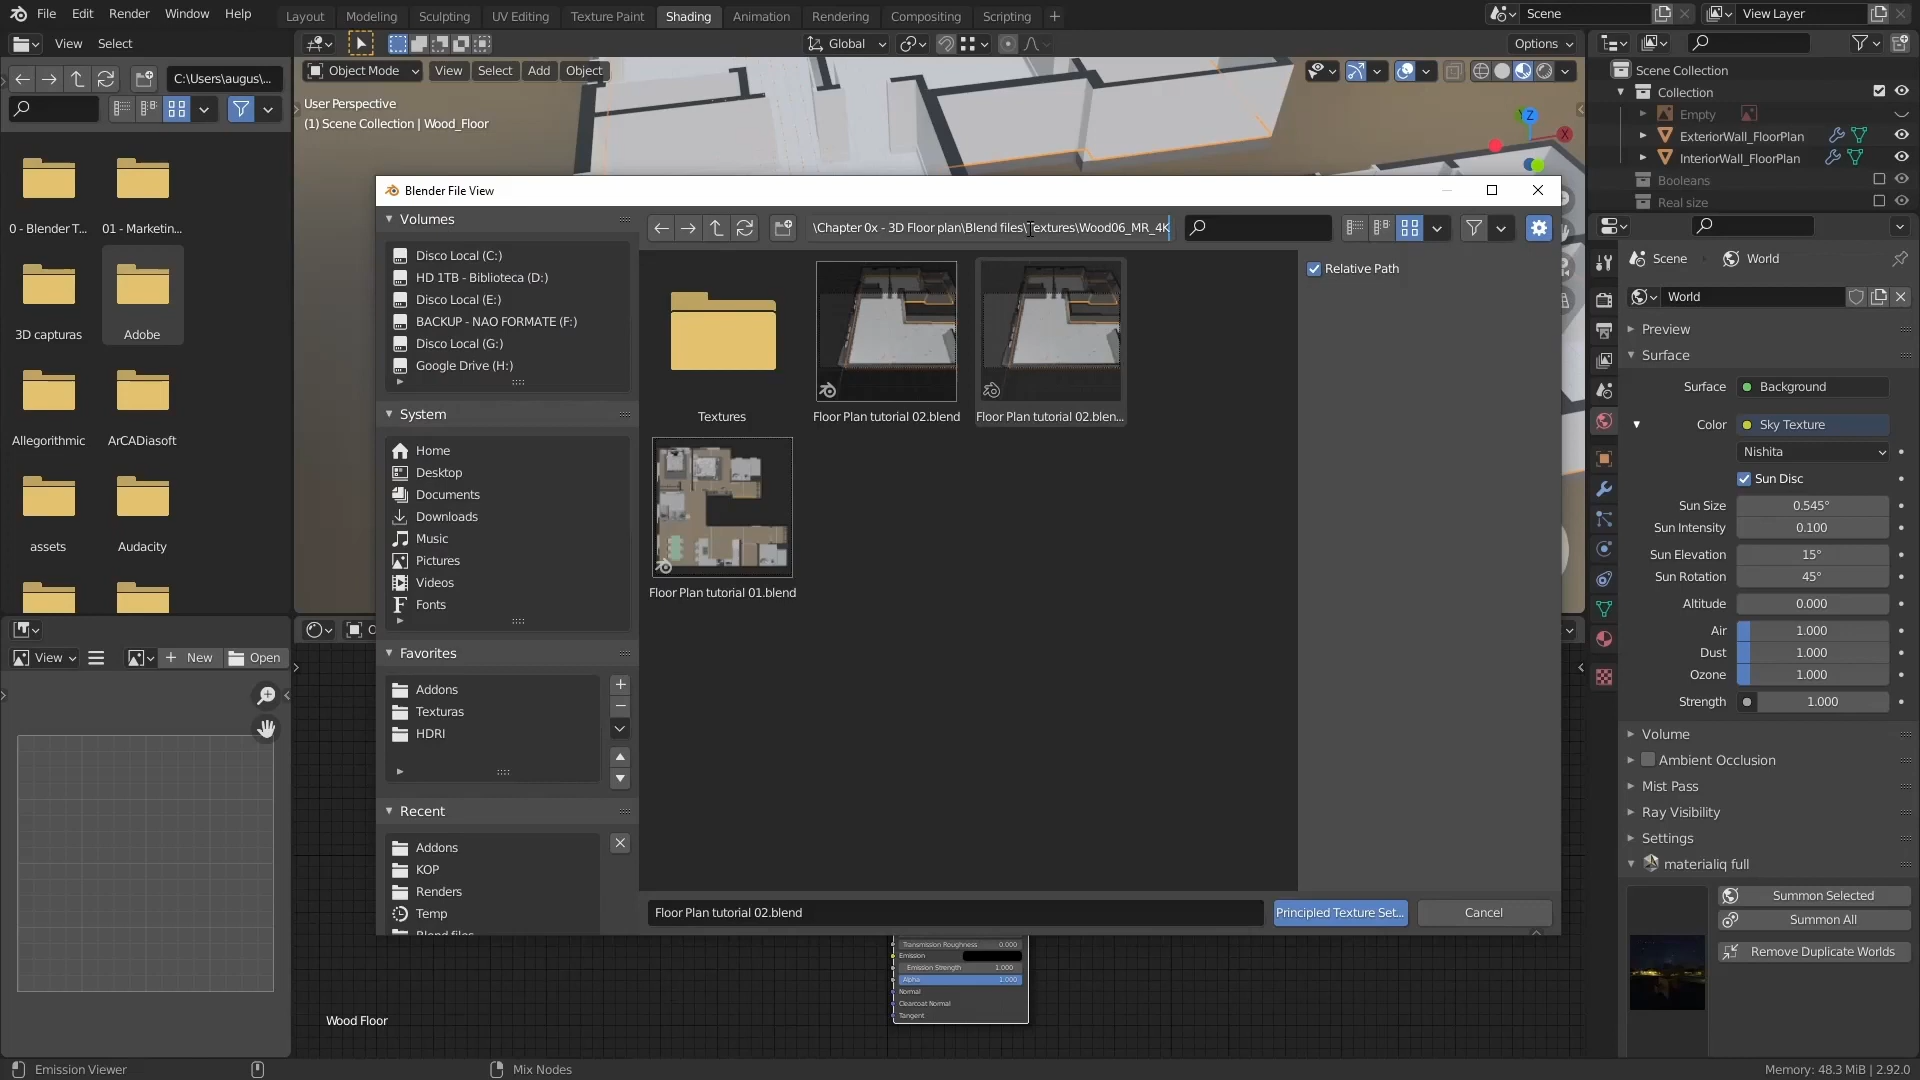 File Edit Render Window Help
Layout Modeling Sculpting UV Editing Texture Paint Shading Animation Rendering Compositing Scripting +
Scene
View Layer
View Select
Global
Options
C:\Users\augus\...
Object Mode View Select Add Object
User Perspective
(1) Scene Collection | Wood_Floor
Z
X
Scene Collection
Collection
Empty
ExteriorWall_FloorPlan
InteriorWall_FloorPlan
Booleans
Real size
0 - Blender T...
01 - Marketin...
3D capturas
Adobe
Allegorithmic
ArCADiasoft
assets
Audacity
Blender File View
Volumes
Disco Local (C:)
HD 1TB - Biblioteca (D:)
Disco Local (E:)
BACKUP - NAO FORMATE (F:)
Disco Local (G:)
Google Drive (H:)
System
Home
Desktop
Documents
Downloads
Music
Pictures
Videos
Fonts
Favorites
Addons
Texturas
HDRI
Recent
Addons
KOP
Renders
Temp
Blend files
\Chapter 0x - 3D Floor plan\Blend files\Textures\Wood06_MR_4K
Textures
Floor Plan tutorial 02.blend
Floor Plan tutorial 02.blen...
Floor Plan tutorial 01.blend
Relative Path
Floor Plan tutorial 02.blend
Principled Texture Set...
Cancel
Scene
World
World
Preview
Surface
Surface Background
Color Sky Texture
Nishita
Sun Disc
Sun Size 0.545°
Sun Intensity 0.100
Sun Elevation 15°
Sun Rotation 45°
Altitude 0.000
Air 1.000
Dust 1.000
Ozone 1.000
Strength 1.000
Volume
Ambient Occlusion
Mist Pass
Ray Visibility
Settings
materialiq full
Summon Selected
Summon All
Remove Duplicate Worlds
View
New
Open
Transmission Roughness 0.000
Emission
Emission Strength 1.000
Alpha 1.000
Normal
Clearcoat Normal
Tangent
Wood Floor
Emission Viewer
Mix Nodes
Memory: 48.3 MiB | 2.92.0